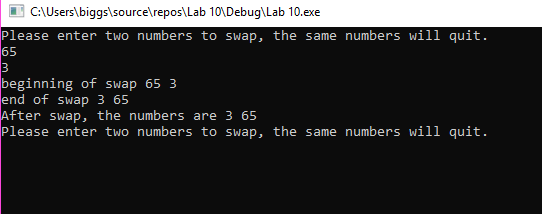 C:\Users\biggs\source\repos\Lab 10\Debug\Lab 10.exe
Please enter two numbers to swap, the same numbers will quit.
65
3
beginning of swap 65 3
end of swap 3 65
After swap, the numbers are 3 65
Please enter two numbers to swap, the same numbers will quit.